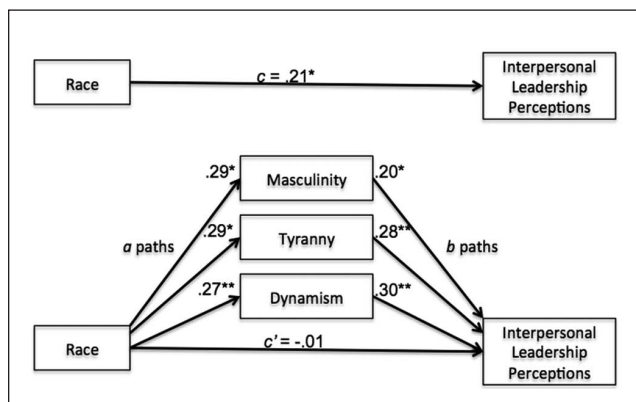 c = .21*
Race
Interpersonal
Leadership
Perceptions
.29*
Masculinity
.20*
a paths
.29*
Tyranny
.28**
b paths
.27**
Dynamism
.30**
Race
c' = -.01
Interpersonal
Leadership
Perceptions